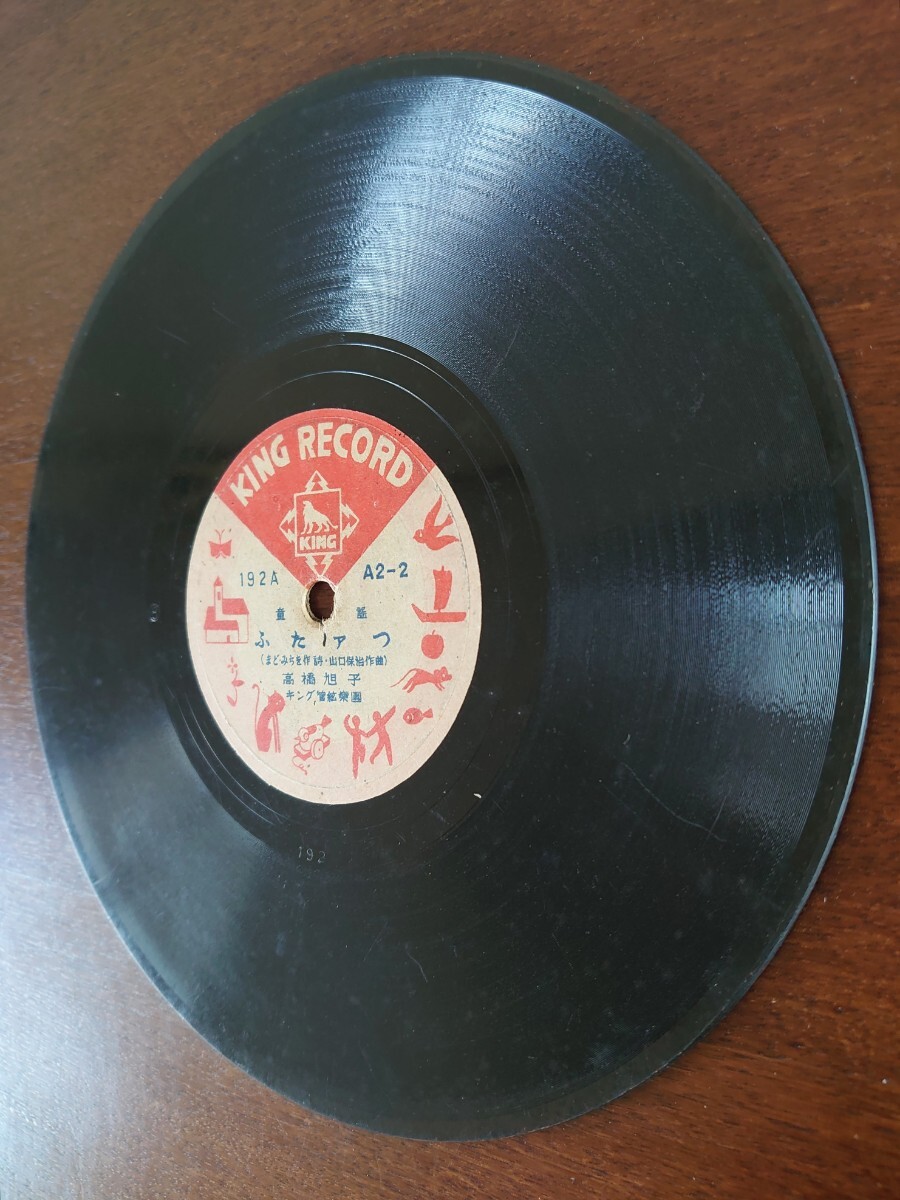 KING RECORD
KING
192A A2-2
童謡
ふたァつ
(まどみちを作詩・山口保治作曲)
高橋旭子
キング管絃樂團
192